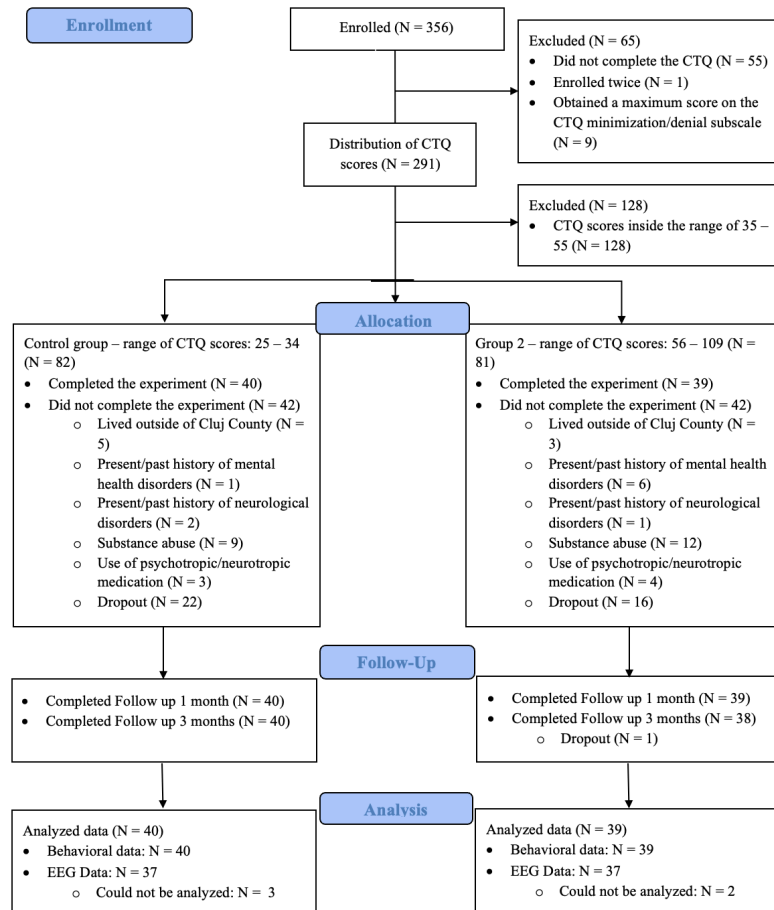 Enrollment
Enrolled (N = 356)
Excluded (N = 65)
• Did not complete the CTQ (N = 55)
• Enrolled twice (N = 1)
• Obtained a maximum score on the
CTQ minimization/denial subscale
(N = 9)
Distribution of CTQ
scores (N = 291)
Excluded (N = 128)
• CTQ scores inside the range of 35 –
55 (N = 128)
Allocation
Control group – range of CTQ scores: 25 – 34
(N = 82)
• Completed the experiment (N = 40)
• Did not complete the experiment (N = 42)
o Lived outside of Cluj County (N =
5)
o Present/past history of mental
health disorders (N = 1)
o Present/past history of neurological
disorders (N = 2)
o Substance abuse (N = 9)
o Use of psychotropic/neurotropic
medication (N = 3)
o Dropout (N = 22)
Group 2 – range of CTQ scores: 56 – 109 (N =
81)
• Completed the experiment (N = 39)
• Did not complete the experiment (N = 42)
o Lived outside of Cluj County (N =
3)
o Present/past history of mental health
disorders (N = 6)
o Present/past history of neurological
disorders (N = 1)
o Substance abuse (N = 12)
o Use of psychotropic/neurotropic
medication (N = 4)
o Dropout (N = 16)
Follow-Up
• Completed Follow up 1 month (N = 40)
• Completed Follow up 3 months (N = 40)
• Completed Follow up 1 month (N = 39)
• Completed Follow up 3 months (N = 38)
o Dropout (N = 1)
Analysis
Analyzed data (N = 40)
• Behavioral data: N = 40
• EEG Data: N = 37
o Could not be analyzed: N = 3
Analyzed data (N = 39)
• Behavioral data: N = 39
• EEG Data: N = 37
o Could not be analyzed: N = 2